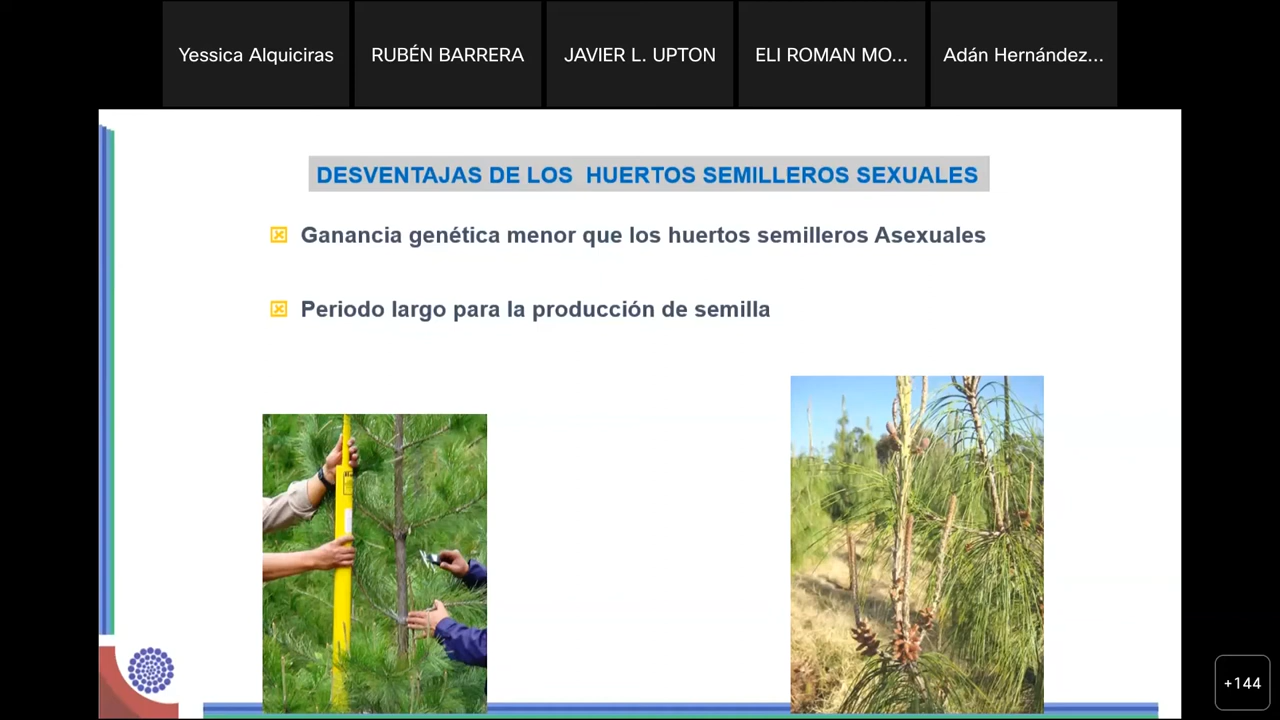 Yessica Alquiciras
RUBÉN BARRERA
JAVIER L. UPTON
ELI ROMAN MO...
Adán Hernández...
DESVENTAJAS DE LOS HUERTOS SEMILLEROS SEXUALES
Ganancia genética menor que los huertos semilleros Asexuales
Periodo largo para la producción de semilla
+144